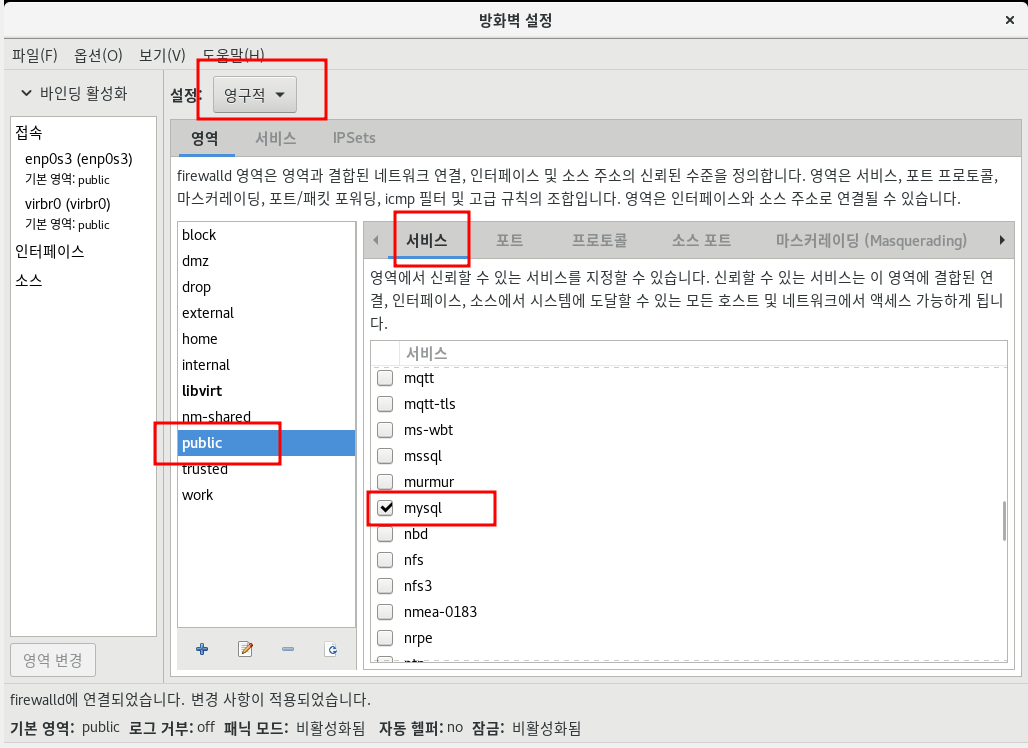 방화벽 설정
파일(F) 옵션(O) 보기(V) 도움말(H)
바인딩 활성화
설정: 영구적
접속
enp0s3 (enp0s3)
기본 영역: public
virbr0 (virbr0)
기본 영역: public
인터페이스
소스
영역 변경
영역 서비스 IPSets
firewalld 영역은 영역과 결합된 네트워크 연결, 인터페이스 및 소스 주소의 신뢰된 수준을 정의합니다. 영역은 서비스, 포트 프로토콜,
마스커레이딩, 포트/패킷 포워딩, icmp 필터 및 고급 규칙의 조합입니다. 영역은 인터페이스와 소스 주소로 연결될 수 있습니다.
block
dmz
drop
external
home
internal
libvirt
nm-shared
public
trusted
work
서비스 포트 프로토콜 소스 포트 마스커레이딩 (Masquerading)
영역에서 신뢰할 수 있는 서비스를 지정할 수 있습니다. 신뢰할 수 있는 서비스는 이 영역에 결합된 연
결, 인터페이스, 소스에서 시스템에 도달할 수 있는 모든 호스트 및 네트워크에서 액세스 가능하게 됩니
다.
서비스
mqtt
mqtt-tls
ms-wbt
mssql
murmur
mysql
nbd
nfs
nfs3
nmea-0183
nrpe
firewalld에 연결되었습니다. 변경 사항이 적용되었습니다.
기본 영역: public 로그 거부: off 패닉 모드: 비활성화됨 자동 헬퍼: no 잠금: 비활성화됨